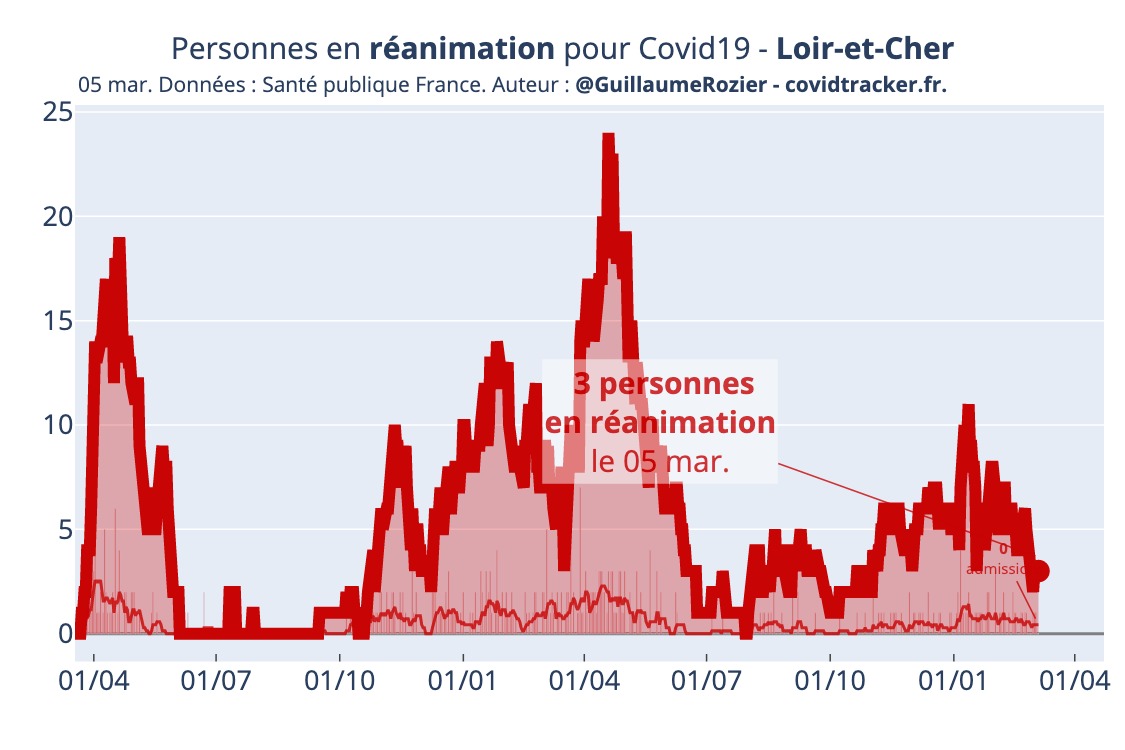 Personnes en réanimation pour Covid19 - Loir-et-Cher
05 mar. Données : Santé publique France. Auteur : @GuillaumeRozier - covidtracker.fr.
25
20
15
10
5
0
3 personnes
en réanimation
le 05 mar.
0
01/04 01/07 01/10 01/01 01/04 01/07 01/10 01/01 01/04